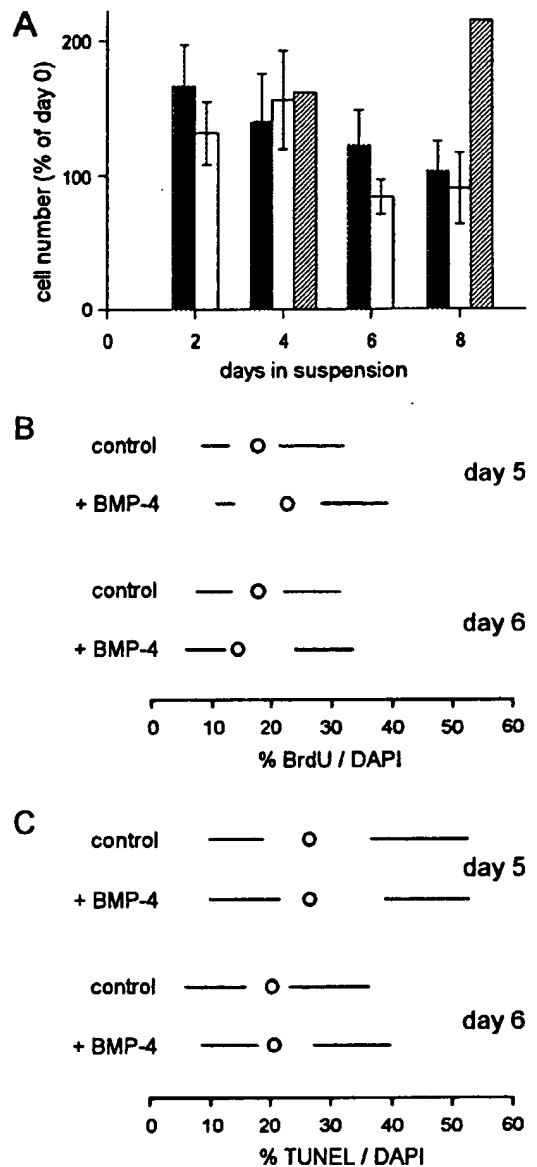 A
cell number (% of day 0)
200
100
0
0 2 4 6 8
days in suspension
B
control
day 5
+ BMP-4
control
day 6
+ BMP-4
0 10 20 30 40 50 60
% BrdU / DAPI
C
control
day 5
+ BMP-4
control
day 6
+ BMP-4
0 10 20 30 40 50 60
% TUNEL / DAPI